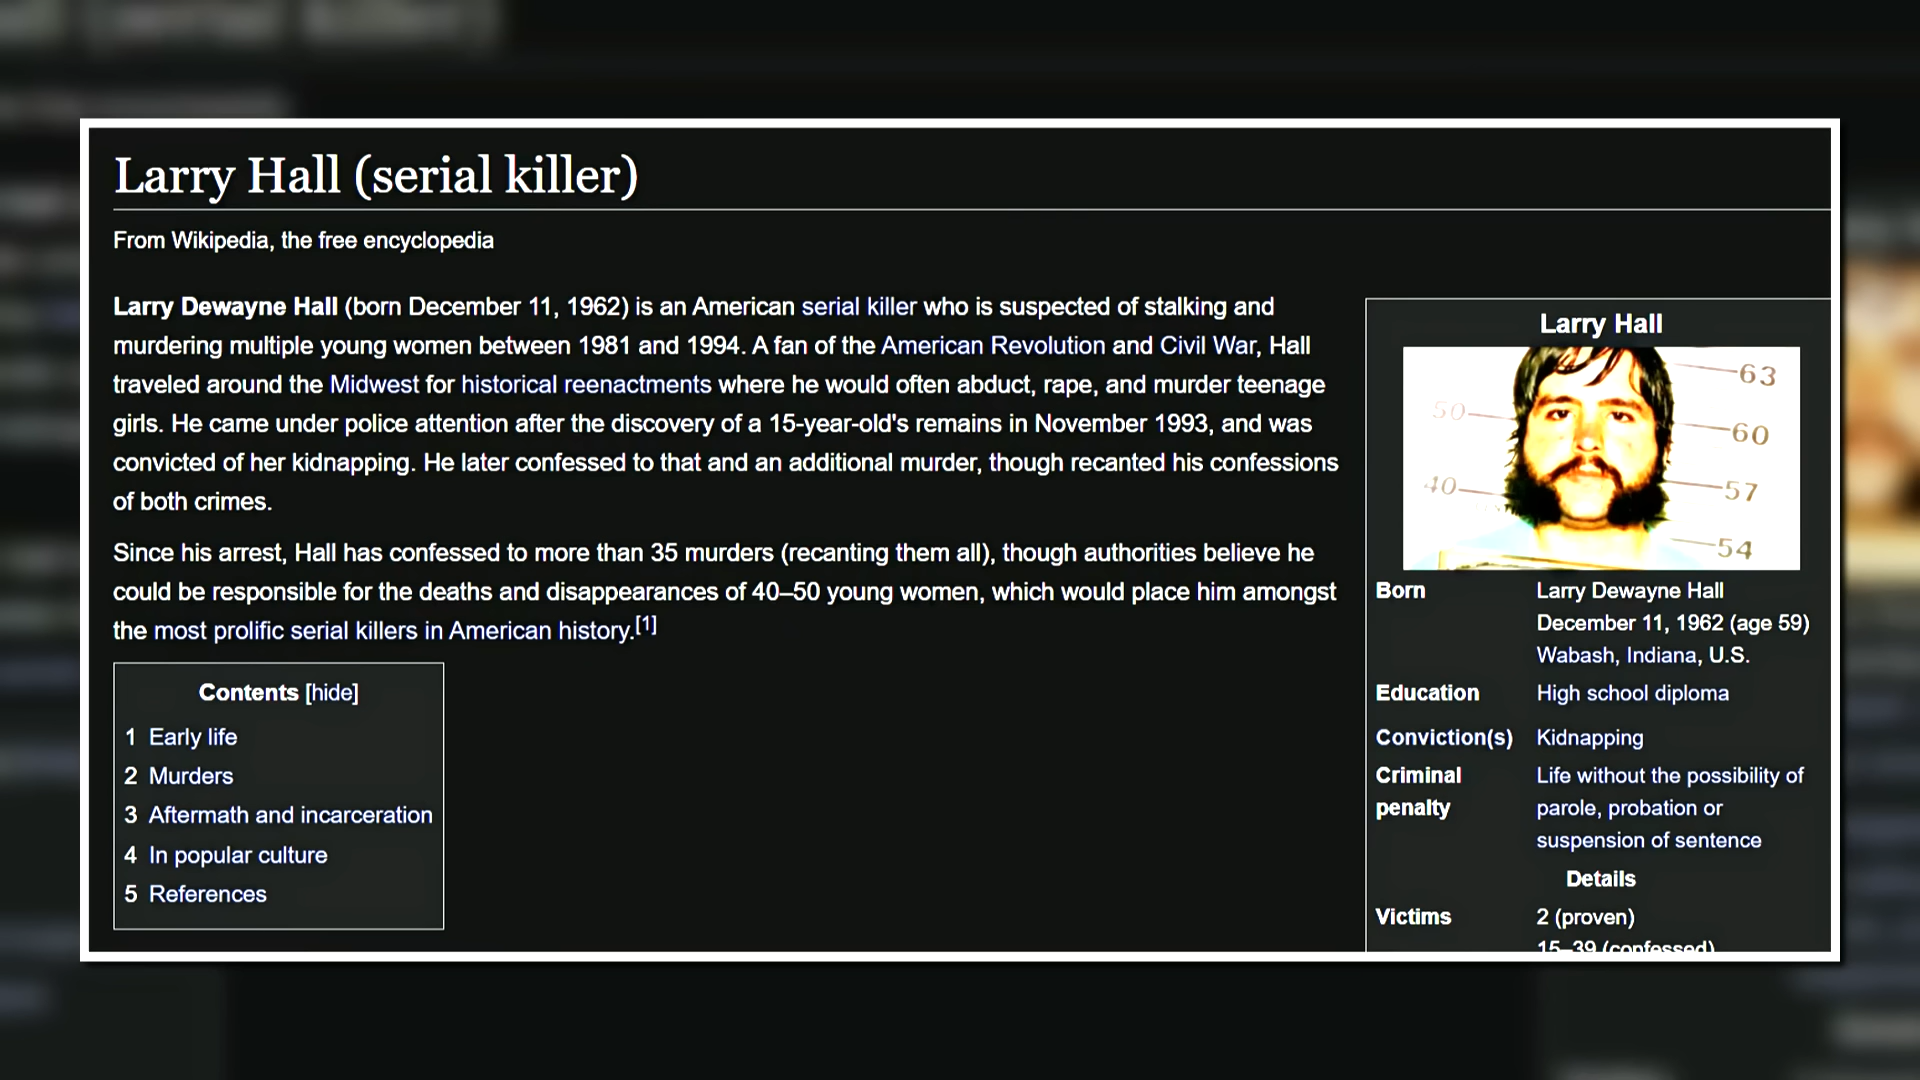 Larry Hall (serial killer)
From Wikipedia, the free encyclopedia
Larry Dewayne Hall (born December 11, 1962) is an American serial killer who is suspected of stalking and
murdering multiple young women between 1981 and 1994. A fan of the American Revolution and Civil War, Hall
traveled around the Midwest for historical reenactments where he would often abduct, rape, and murder teenage
girls. He came under police attention after the discovery of a 15-year-old's remains in November 1993, and was
convicted of her kidnapping. He later confessed to that and an additional murder, though recanted his confessions
of both crimes.
Since his arrest, Hall has confessed to more than 35 murders (recanting them all), though authorities believe he
could be responsible for the deaths and disappearances of 40–50 young women, which would place him amongst
the most prolific serial killers in American history.[1]
Contents [hide]
1 Early life
2 Murders
3 Aftermath and incarceration
4 In popular culture
5 References
Larry Hall
63
50
60
40
57
54
Born Larry Dewayne Hall
December 11, 1962 (age 59)
Wabash, Indiana, U.S.
Education High school diploma
Conviction(s) Kidnapping
Criminal Life without the possibility of
penalty parole, probation or
suspension of sentence
Details
Victims 2 (proven)
15–39 (confessed)